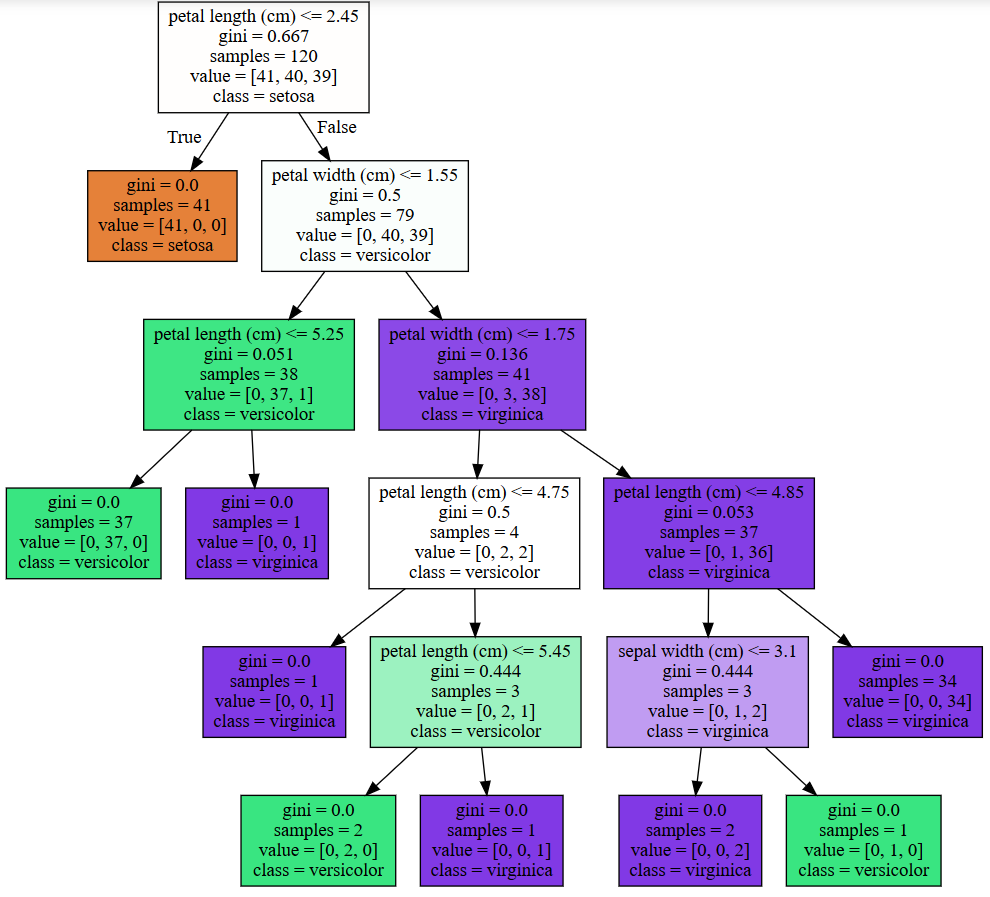 petal length (cm) <= 2.45
gini = 0.667
samples = 120
value = [41, 40, 39]
class = setosa
True
False
gini = 0.0
samples = 41
value = [41, 0, 0]
class = setosa
petal width (cm) <= 1.55
gini = 0.5
samples = 79
value = [0, 40, 39]
class = versicolor
petal length (cm) <= 5.25
gini = 0.051
samples = 38
value = [0, 37, 1]
class = versicolor
petal width (cm) <= 1.75
gini = 0.136
samples = 41
value = [0, 3, 38]
class = virginica
gini = 0.0
samples = 37
value = [0, 37, 0]
class = versicolor
gini = 0.0
samples = 1
value = [0, 0, 1]
class = virginica
petal length (cm) <= 4.75
gini = 0.5
samples = 4
value = [0, 2, 2]
class = versicolor
petal length (cm) <= 4.85
gini = 0.053
samples = 37
value = [0, 1, 36]
class = virginica
gini = 0.0
samples = 1
value = [0, 0, 1]
class = virginica
petal length (cm) <= 5.45
gini = 0.444
samples = 3
value = [0, 2, 1]
class = versicolor
sepal width (cm) <= 3.1
gini = 0.444
samples = 3
value = [0, 1, 2]
class = virginica
gini = 0.0
samples = 34
value = [0, 0, 34]
class = virginica
gini = 0.0
samples = 2
value = [0, 2, 0]
class = versicolor
gini = 0.0
samples = 1
value = [0, 0, 1]
class = virginica
gini = 0.0
samples = 2
value = [0, 0, 2]
class = virginica
gini = 0.0
samples = 1
value = [0, 1, 0]
class = versicolor